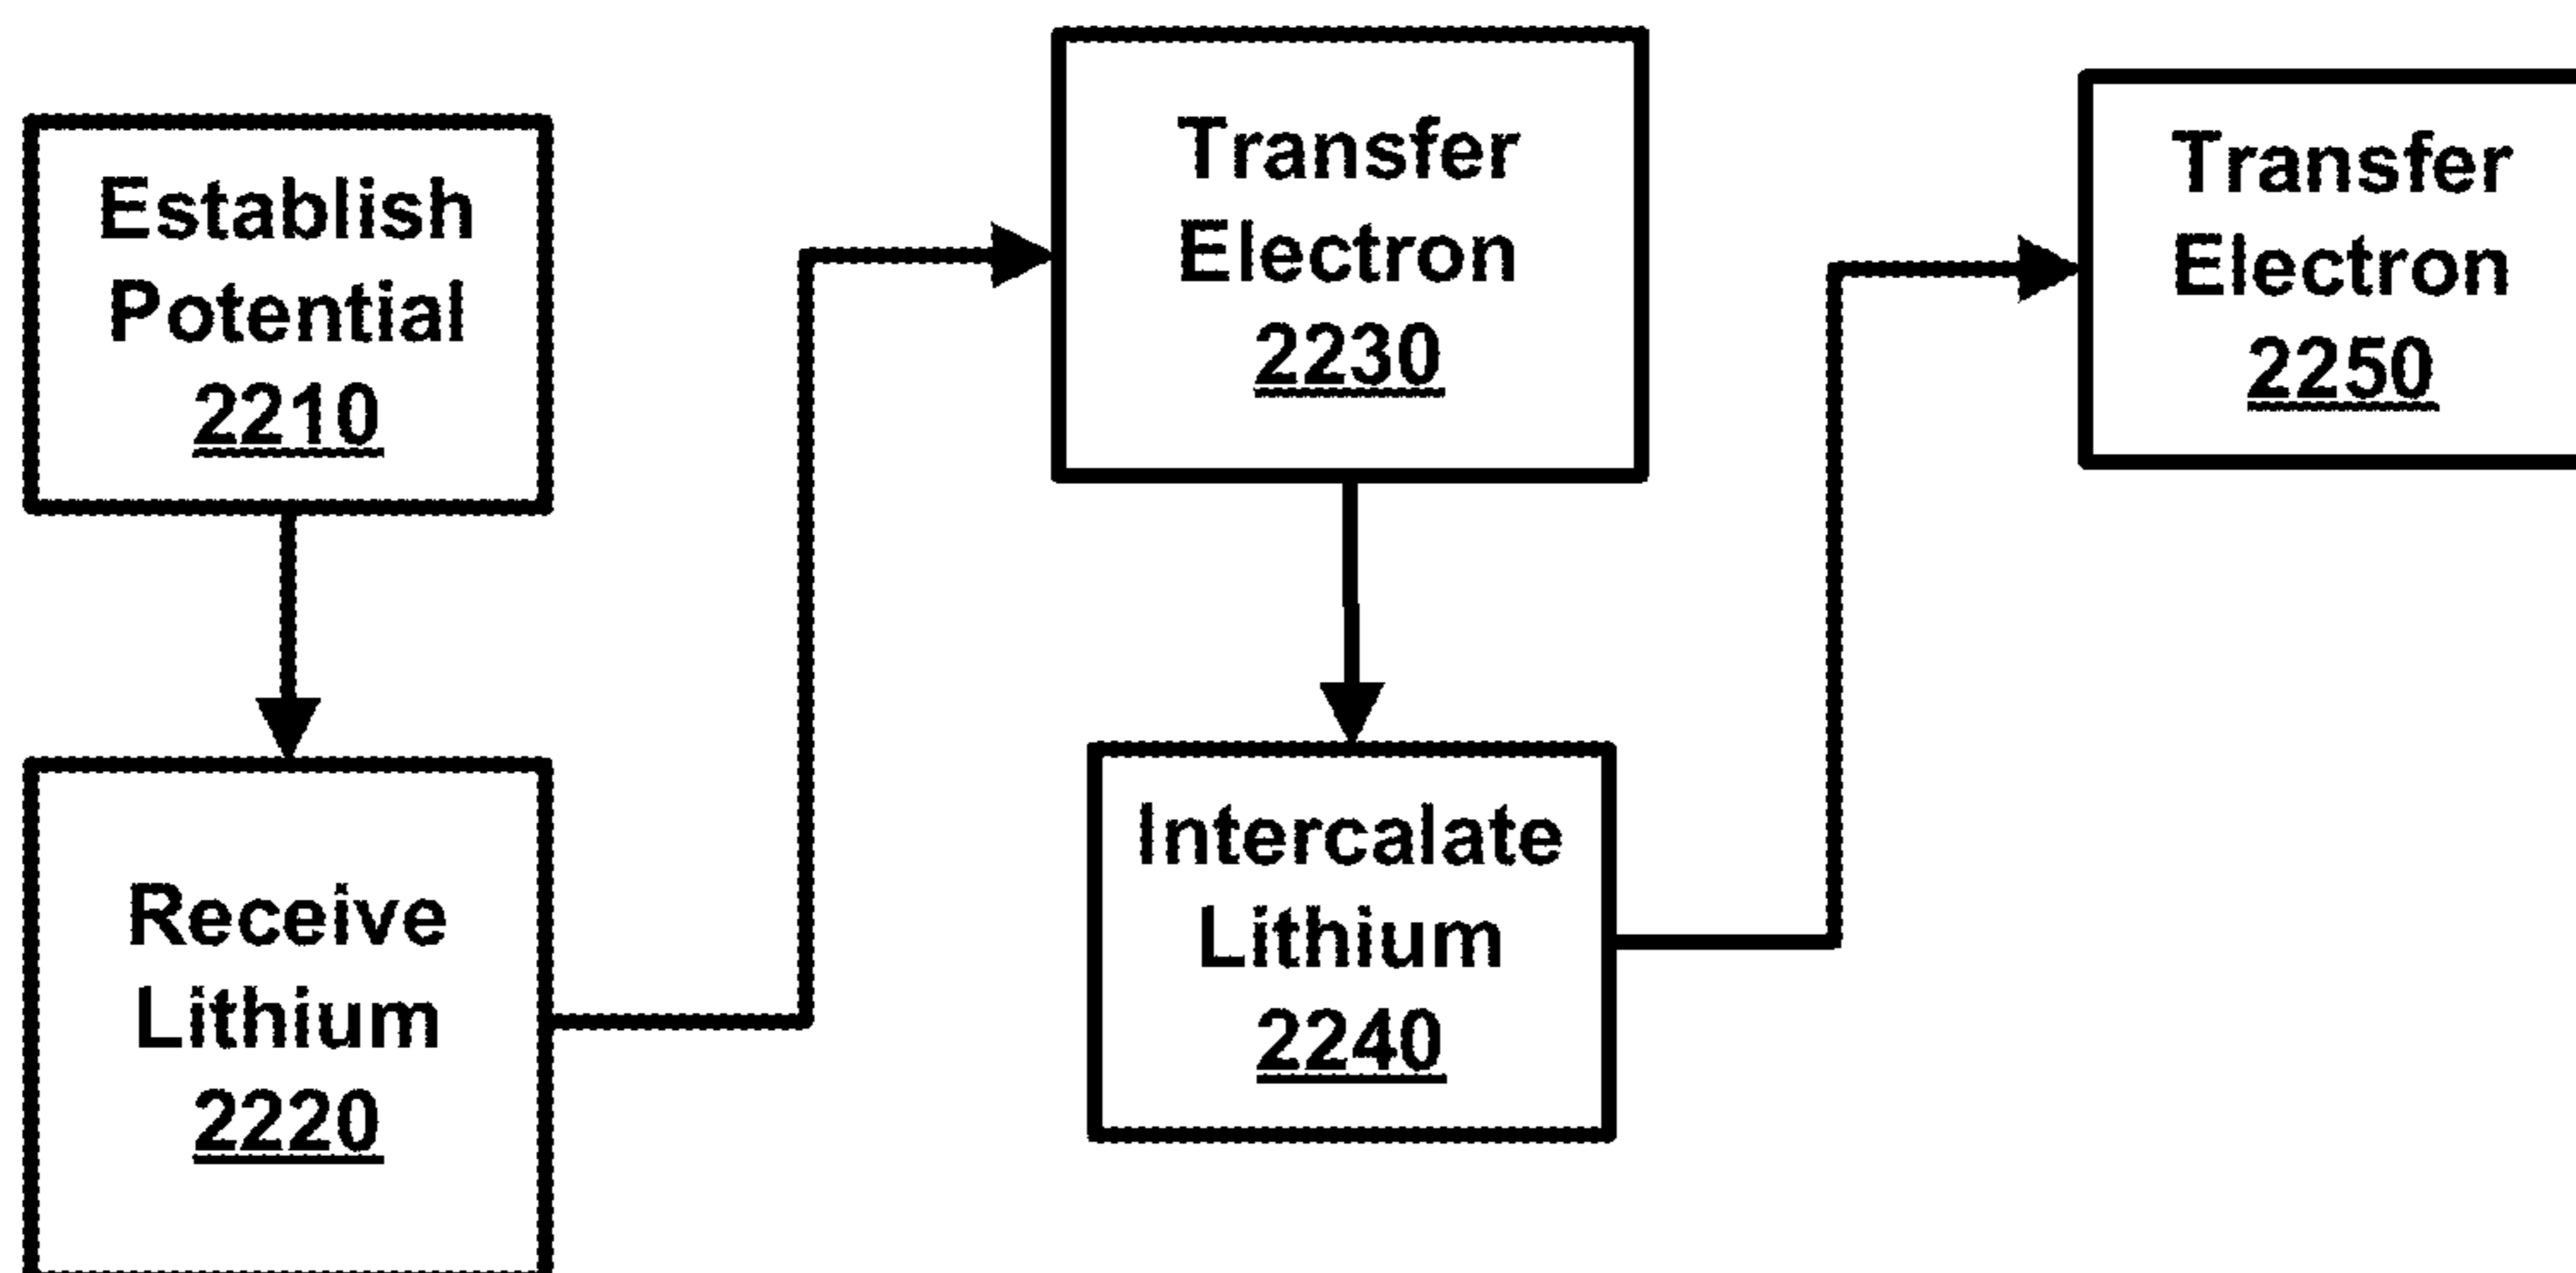 Establish
Potential
2210
Receive
Lithium
2220
Transfer
Electron
2230
Intercalate
Lithium
2240
Transfer
Electron
2250